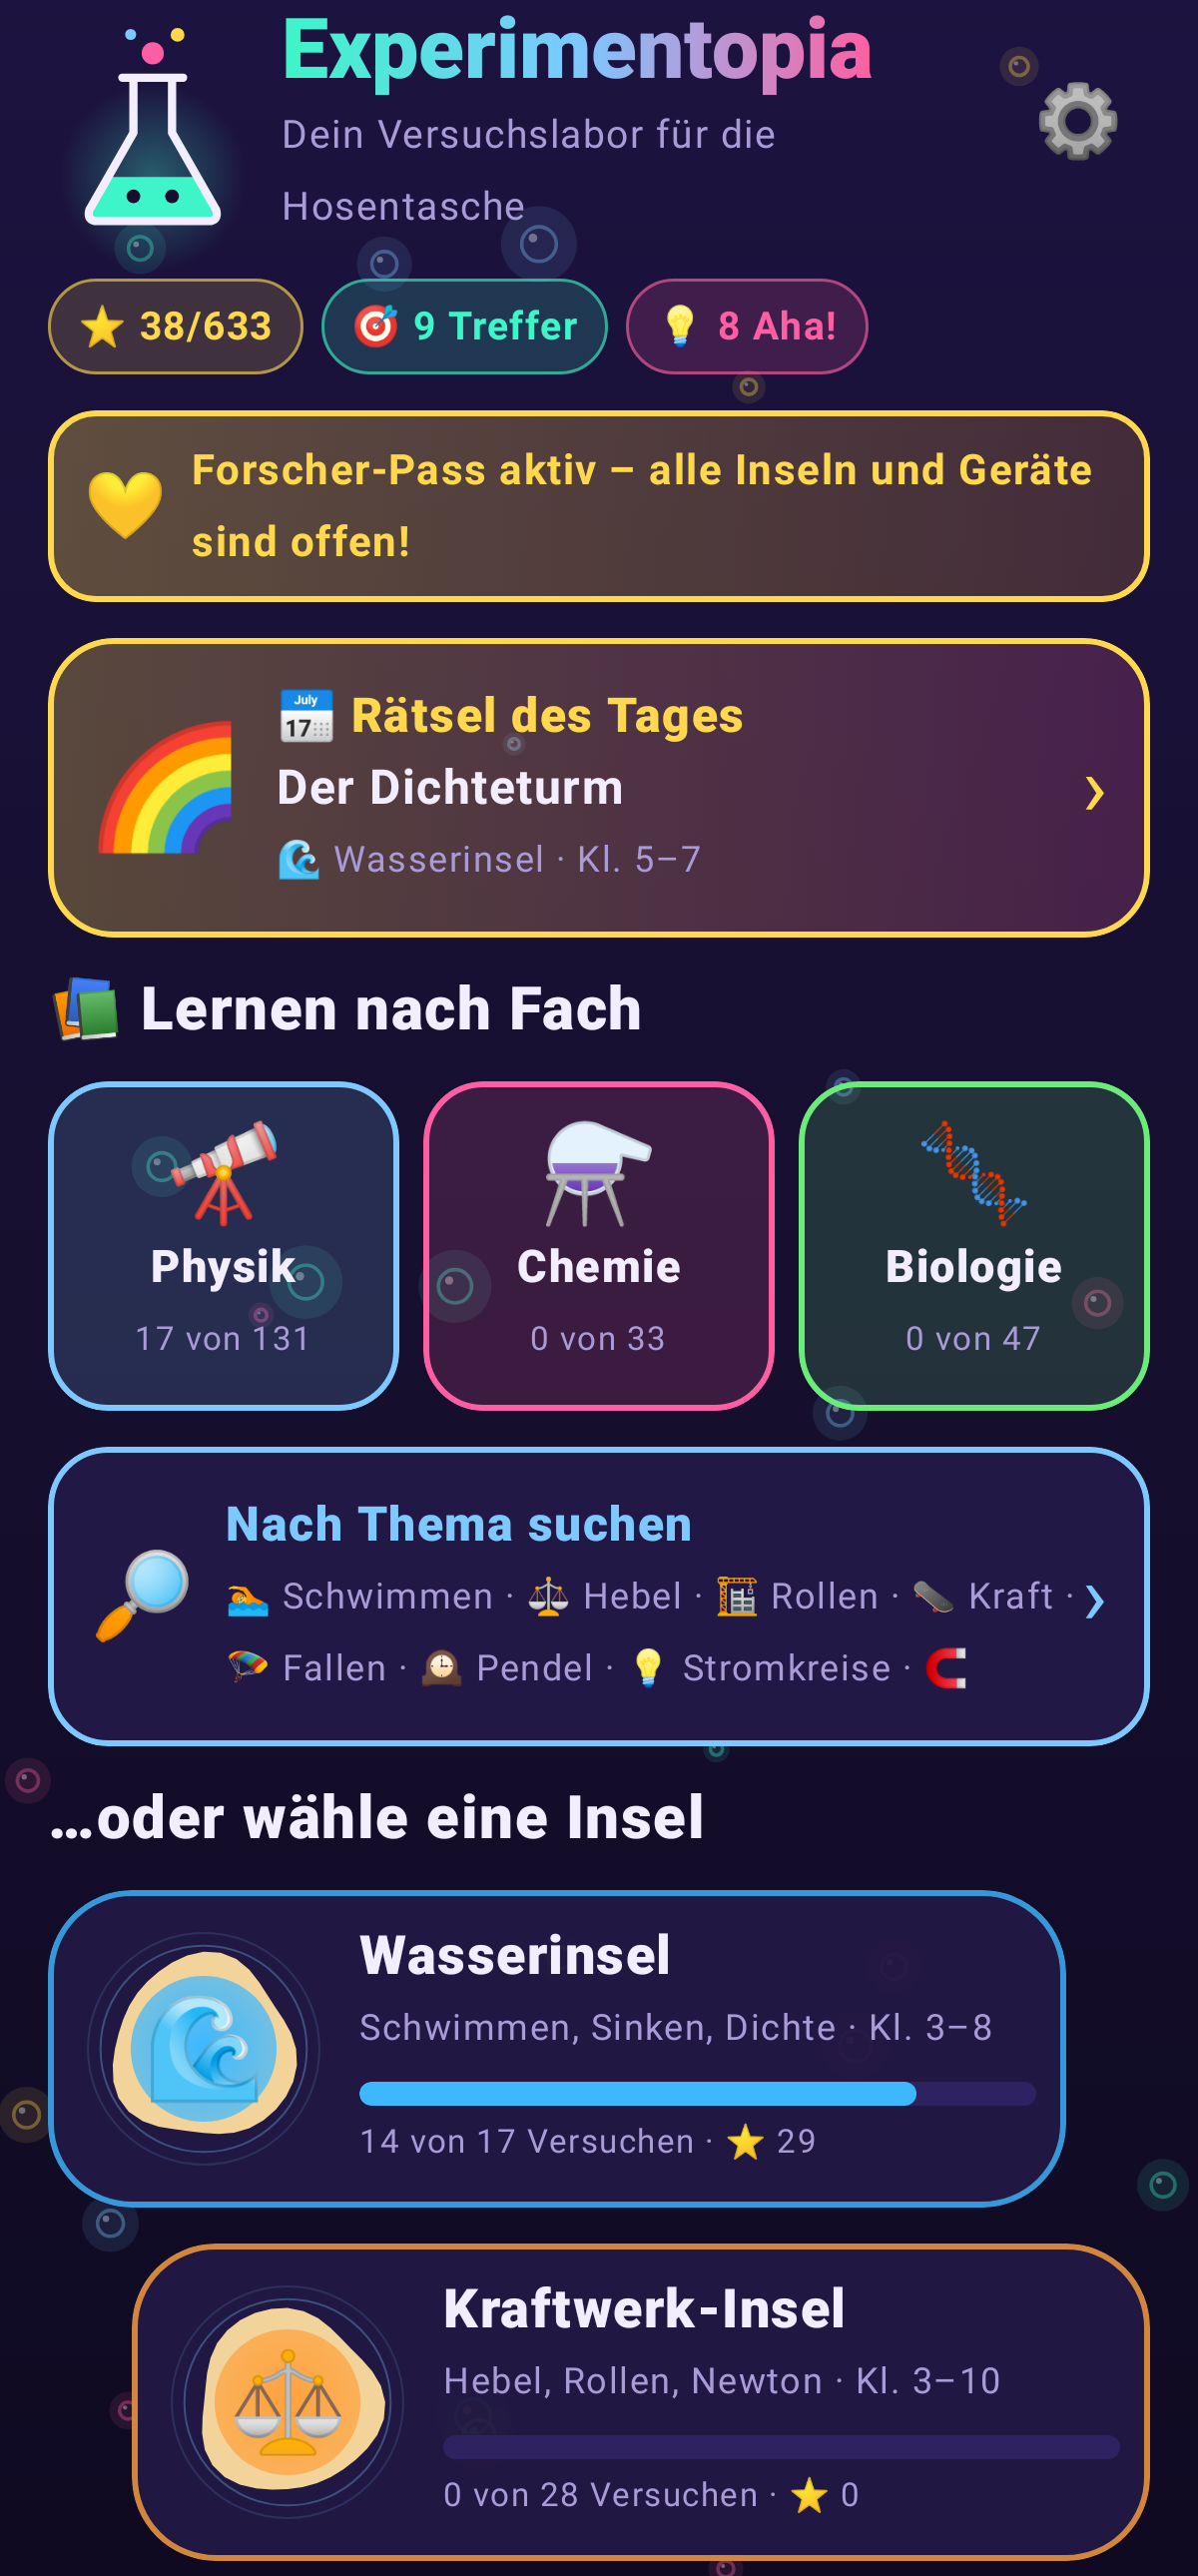 Experimentopia
Dein Versuchslabor für die
Hosentasche
⭐ 38/633
🎯 9 Treffer
💡 8 Aha!
💛 Forscher-Pass aktiv – alle Inseln und Geräte
sind offen!
July
17
Rätsel des Tages
Der Dichteturm
🌊 Wasserinsel · Kl. 5–7
›
📚 Lernen nach Fach
Physik
17 von 131
Chemie
0 von 33
Biologie
0 von 47
Nach Thema suchen
🏊 Schwimmen · ⚖️ Hebel · 🏗️ Rollen · 🛹 Kraft · ›
🪂 Fallen · 🕰️ Pendel · 💡 Stromkreise · 🧲
…oder wähle eine Insel
Wasserinsel
Schwimmen, Sinken, Dichte · Kl. 3–8
14 von 17 Versuchen · ⭐ 29
Kraftwerk-Insel
Hebel, Rollen, Newton · Kl. 3–10
0 von 28 Versuchen · ⭐ 0